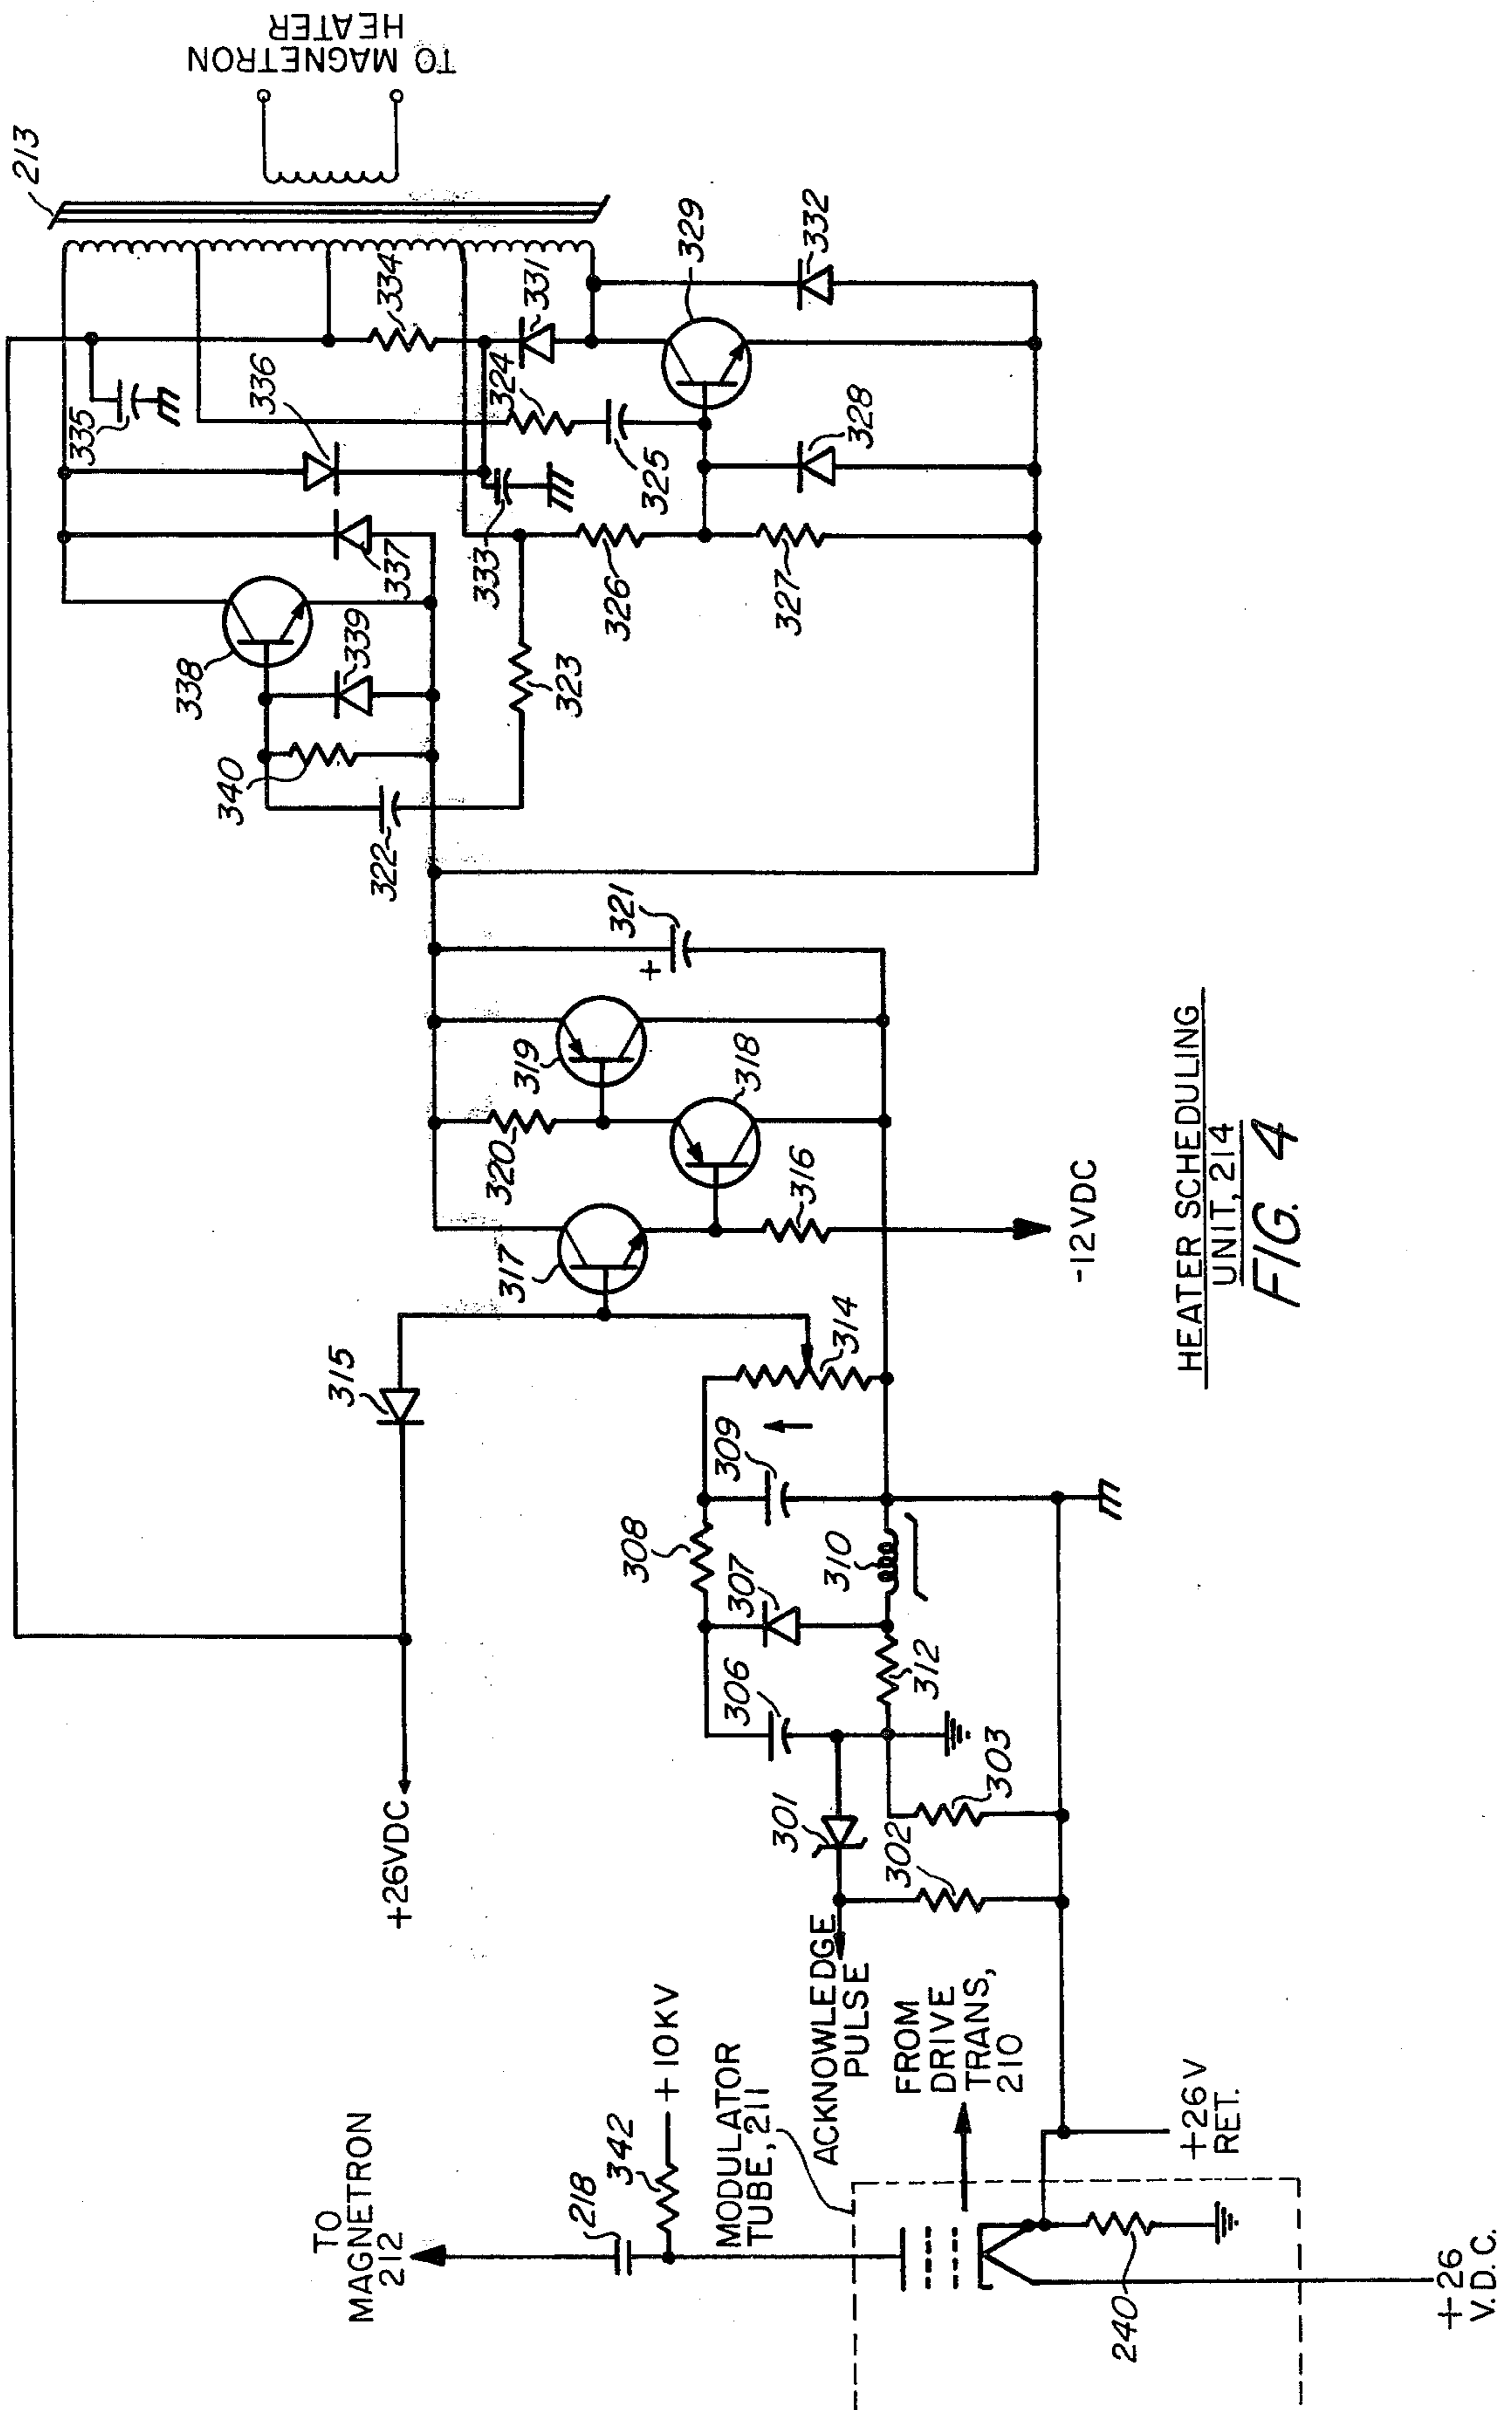 TO MAGNETRON
HEATER
213
334
331
329
332
336
335
324
325
328
337
333
326
327
338
339
323
340
322
321
+
319
318
320
316
317
-12VDC
315
314
309
308
307
310
306
312
+26VDC
301
302
303
ACKNOWLEDGE
PULSE
FROM
DRIVE
TRANS,
210
+10KV
342
218
TO
MAGNETRON
212
MODULATOR
TUBE, 211
240
+26V
RET.
+26
V.D.C.
HEATER SCHEDULING
UNIT, 214
FIG. 4